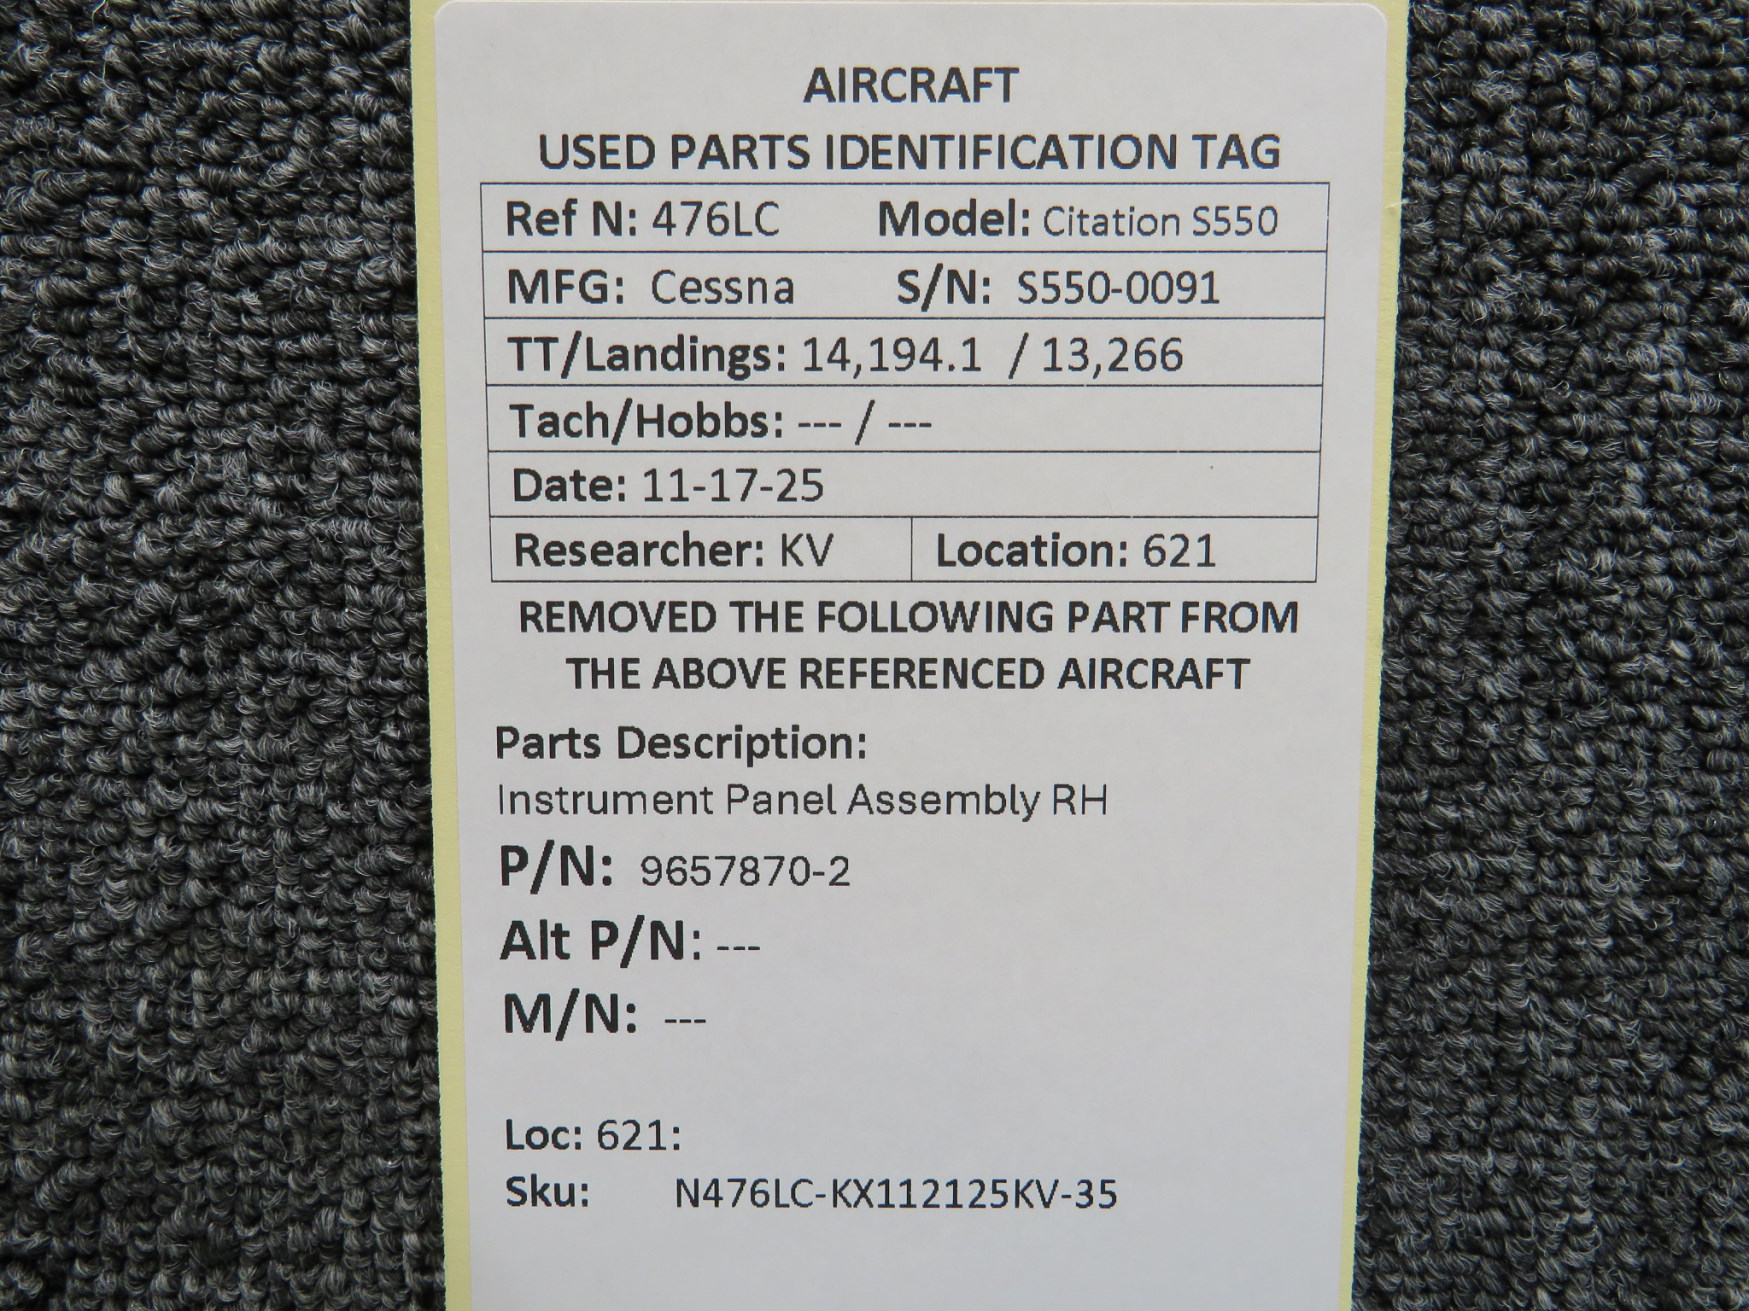 AIRCRAFT
USED PARTS IDENTIFICATION TAG
Ref N: 476LC Model: Citation S550
MFG: Cessna S/N: S550-0091
TT/Landings: 14,194.1 / 13,266
Tach/Hobbs: --- / ---
Date: 11-17-25
Researcher: KV Location: 621
REMOVED THE FOLLOWING PART FROM
THE ABOVE REFERENCED AIRCRAFT
Parts Description:
Instrument Panel Assembly RH
P/N: 9657870-2
Alt P/N: ---
M/N: ---
Loc: 621:
Sku: N476LC-KX112125KV-35